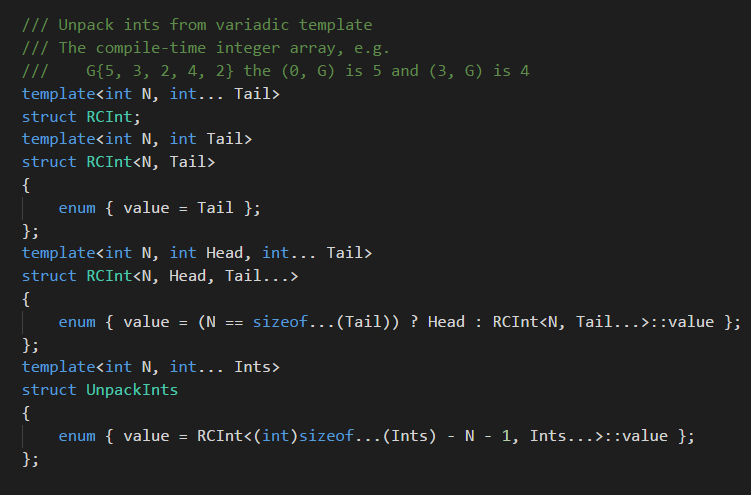 /// Unpack ints from variadic template
/// The compile-time integer array, e.g.
///    G{5, 3, 2, 4, 2} the (0, G) is 5 and (3, G) is 4
template<int N, int... Tail>
struct RCInt;
template<int N, int Tail>
struct RCInt<N, Tail>
{
    enum { value = Tail };
};
template<int N, int Head, int... Tail>
struct RCInt<N, Head, Tail...>
{
    enum { value = (N == sizeof...(Tail)) ? Head : RCInt<N, Tail...>::value };
};
template<int N, int... Ints>
struct UnpackInts
{
    enum { value = RCInt<(int)sizeof...(Ints) - N - 1, Ints...>::value };
};